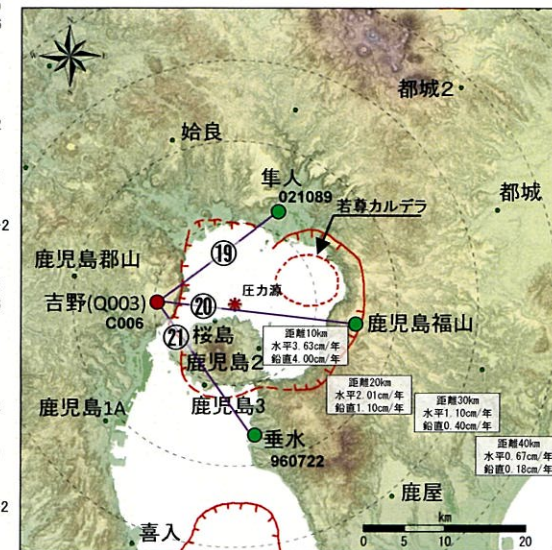 都城2
姶良
隼人
021089
若尊カルデラ
都城
鹿児島郡山
⑲
吉野(Q003)
C006
⑳
圧力源
㉑
桜島
鹿児島2
鹿児島福山
距離10km
水平3.63cm/年
鉛直4.00cm/年
鹿児島3
距離20km
水平2.01cm/年
鉛直1.10cm/年
距離30km
水平1.10cm/年
鉛直0.40cm/年
鹿児島1A
垂水
960722
距離40km
水平0.67cm/年
鉛直0.18cm/年
鹿屋
喜入
km
0 5 10 20